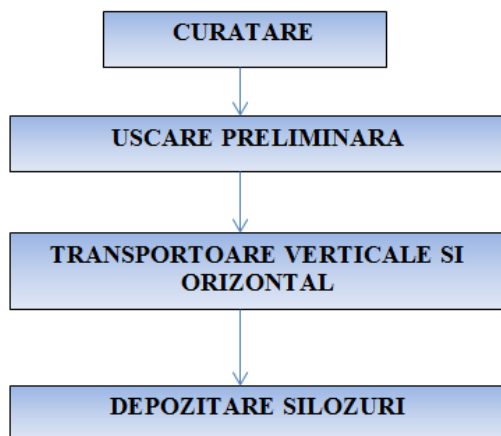 CURATARE
USCARE PRELIMINARA
TRANSPORTOARE VERTICALE SI
ORIZONTAL
DEPOZITARE SILOZURI